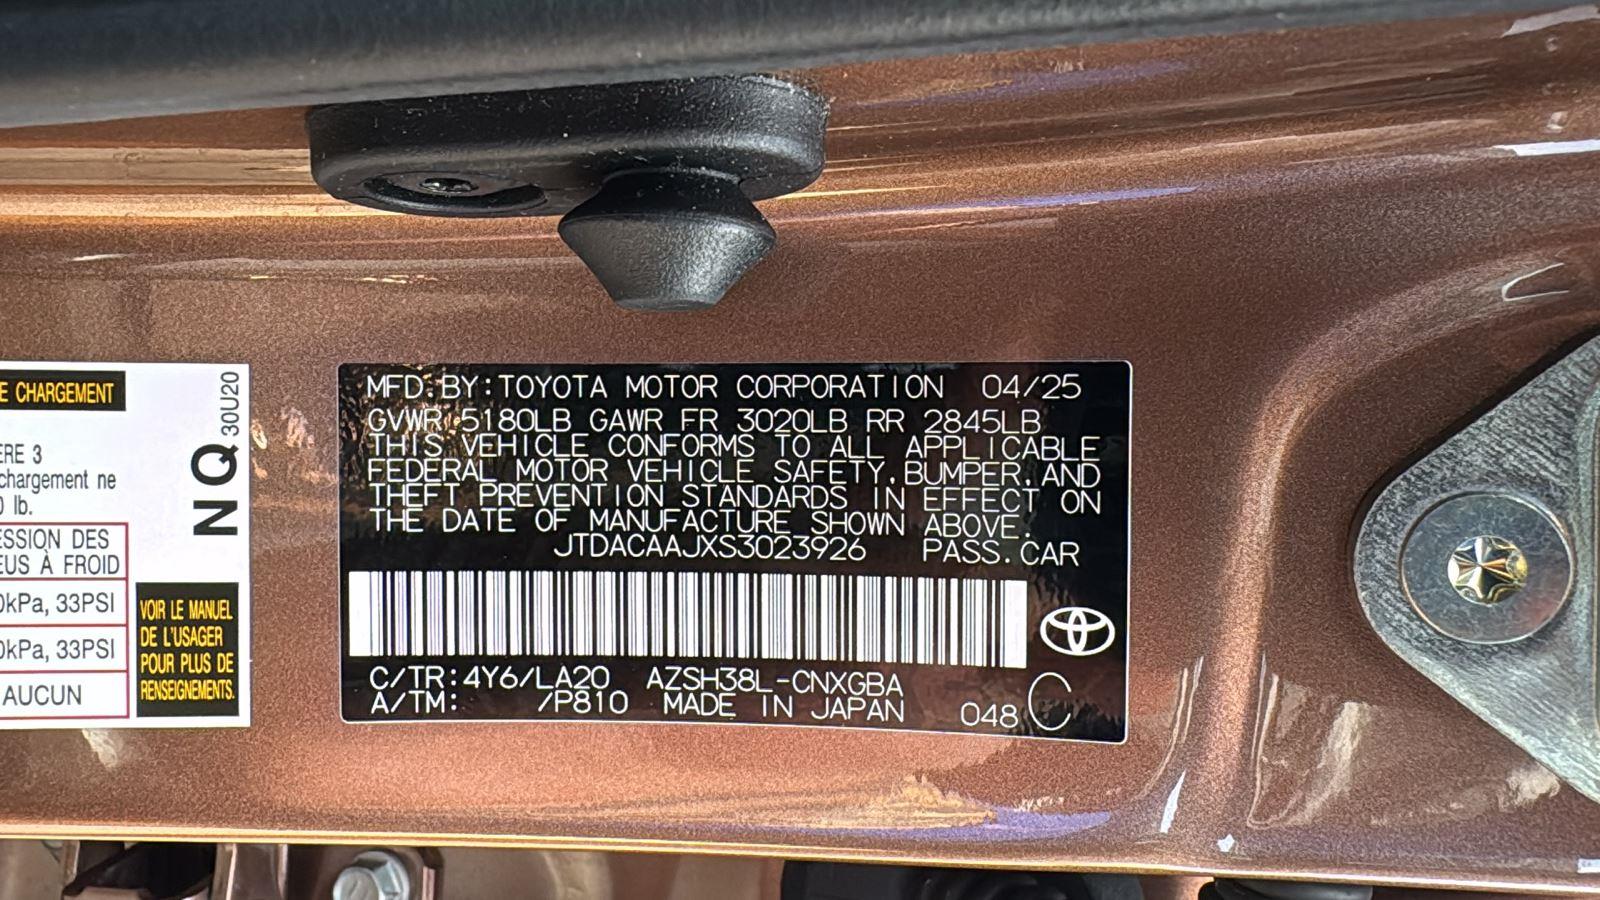 E CHARGEMENT
30U20
NQ
ÈRE 3
chargement ne
0 lb.
ESSION DES
EUS À FROID
0kPa, 33PSI
0kPa, 33PSI
AUCUN
VOIR LE MANUEL
DE L'USAGER
POUR PLUS DE
RENSEIGNEMENTS.
MFD.BY:TOYOTA MOTOR CORPORATION 04/25
GVWR 5180LB GAWR FR 3020LB RR 2845LB
THIS VEHICLE CONFORMS TO ALL APPLICABLE
FEDERAL MOTOR VEHICLE SAFETY,BUMPER,AND
THEFT PREVENTION STANDARDS IN EFFECT ON
THE DATE OF MANUFACTURE SHOWN ABOVE.
JTDACAAJXS3023926 PASS.CAR
C/TR:4Y6/LA20 AZSH38L-CNXGBA
A/TM: /P810 MADE IN JAPAN 048 C